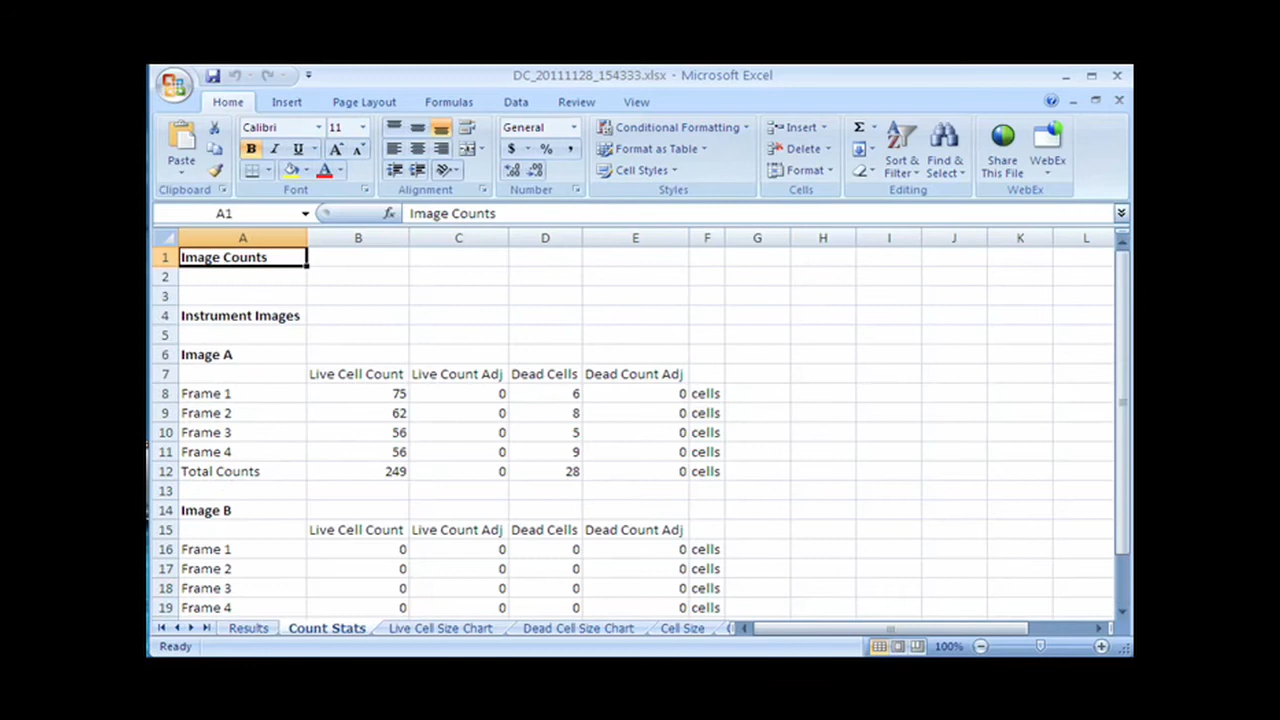 DC_20111128_154333.xlsx - Microsoft Excel
Home Insert Page Layout Formulas Data Review View
Calibri 11 General Conditional Formatting Insert Σ
Paste B I U A A $ % , Format as Table Delete Sort & Filter Find & Select Share This File WebEx
A Cell Styles Format
Clipboard Font Alignment Number Styles Cells Editing WebEx
A1 fx Image Counts
A B C D E F G H I J K L
1 Image Counts
2
3
4 Instrument Images
5
6 Image A
7 Live Cell Count Live Count Adj Dead Cells Dead Count Adj
8 Frame 1 75 0 6 0 cells
9 Frame 2 62 0 8 0 cells
10 Frame 3 56 0 5 0 cells
11 Frame 4 56 0 9 0 cells
12 Total Counts 249 0 28 0 cells
13
14 Image B
15 Live Cell Count Live Count Adj Dead Cells Dead Count Adj
16 Frame 1 0 0 0 0 cells
17 Frame 2 0 0 0 0 cells
18 Frame 3 0 0 0 0 cells
19 Frame 4 0 0 0 0 cells
Results Count Stats Live Cell Size Chart Dead Cell Size Chart Cell Size
Ready 100%